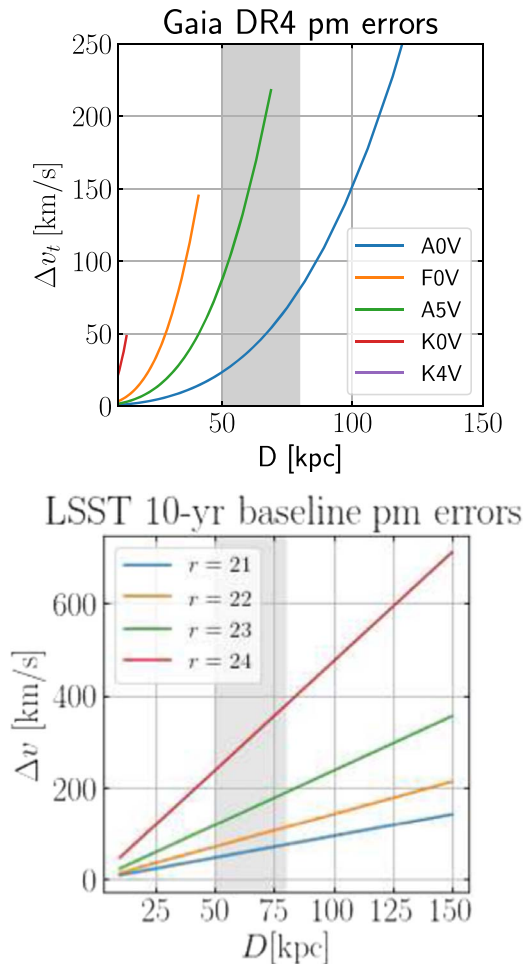 Gaia DR4 pm errors
250
200
150
100
50
0
Δv_t [km/s]
A0V
F0V
A5V
K0V
K4V
50
100
150
D [kpc]
LSST 10-yr baseline pm errors
r = 21
r = 22
r = 23
r = 24
600
400
200
0
Δv [km/s]
25
50
75
100
125
150
D[kpc]